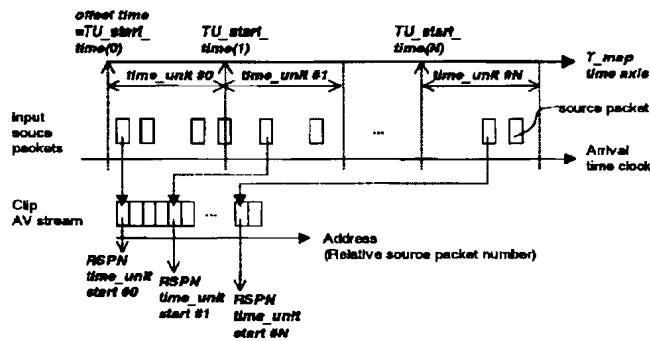 offset time
=TU_start_
time(0)
TU_start_
time(1)
TU_start_
time(N)
T_map
time axis
time_unit #0
time_unit #1
time_unit #N
source packet
input
souce
packets
...
Arrival
time clock
Clip
AV stream
...
Address
(Relative source packet number)
RSPN
time_unit
start #0
RSPN
time_unit
start #1
RSPN
time_unit
start #N